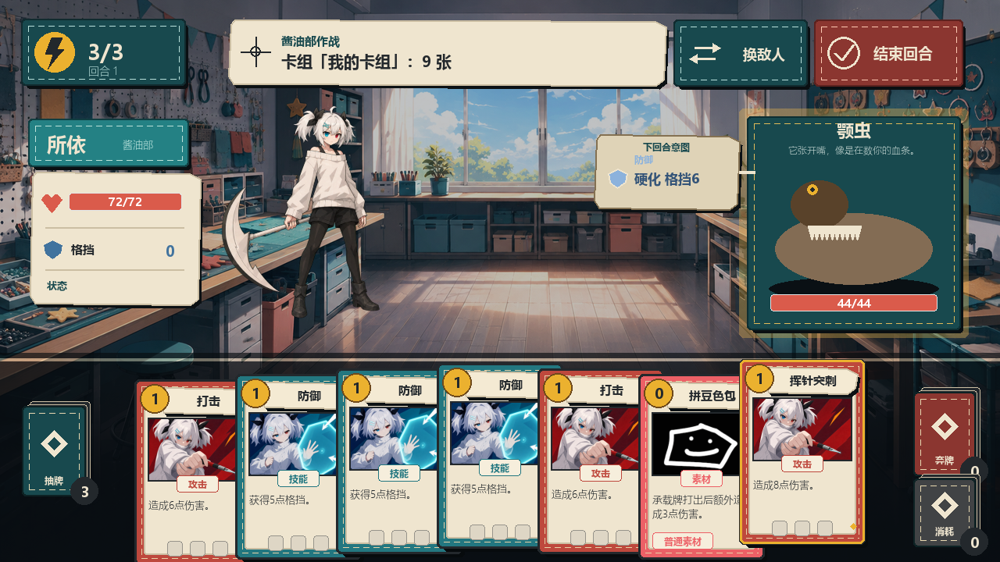 3/3
回合 1
酱油部作战
卡组「我的卡组」：9 张
换敌人
结束回合
所依
酱油部
72/72
格挡
0
状态
下回合意图
防御
硬化 格挡6
颚虫
它张开嘴，像是在数你的血条。
44/44
抽牌
3
1
打击
攻击
造成6点伤害。
1
防御
技能
获得5点格挡。
1
防御
技能
获得5点格挡。
1
防御
技能
获得5点格挡。
1
打击
攻击
造成6点伤害。
0
拼豆色包
素材
承载牌打出后额外造
成3点伤害。
普通素材
1
挥针突刺
攻击
造成8点伤害。
弃牌
0
消耗
0